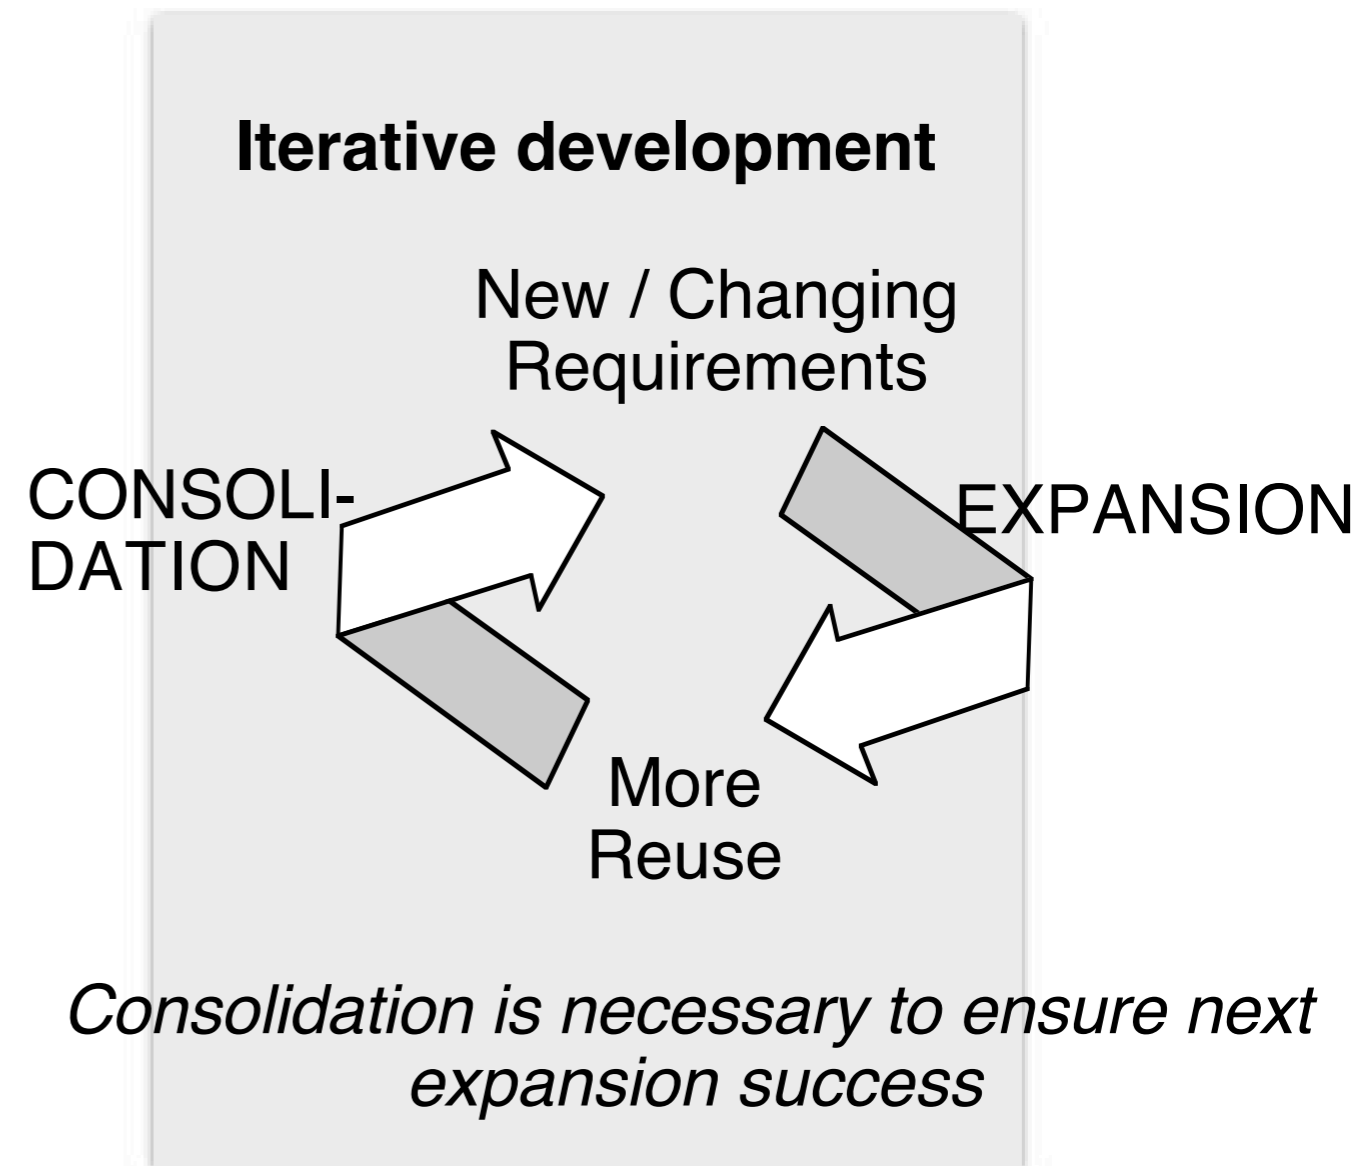 Iterative development
New / Changing
Requirements
CONSOLI-
DATION
EXPANSION
More
Reuse
Consolidation is necessary to ensure next
expansion success